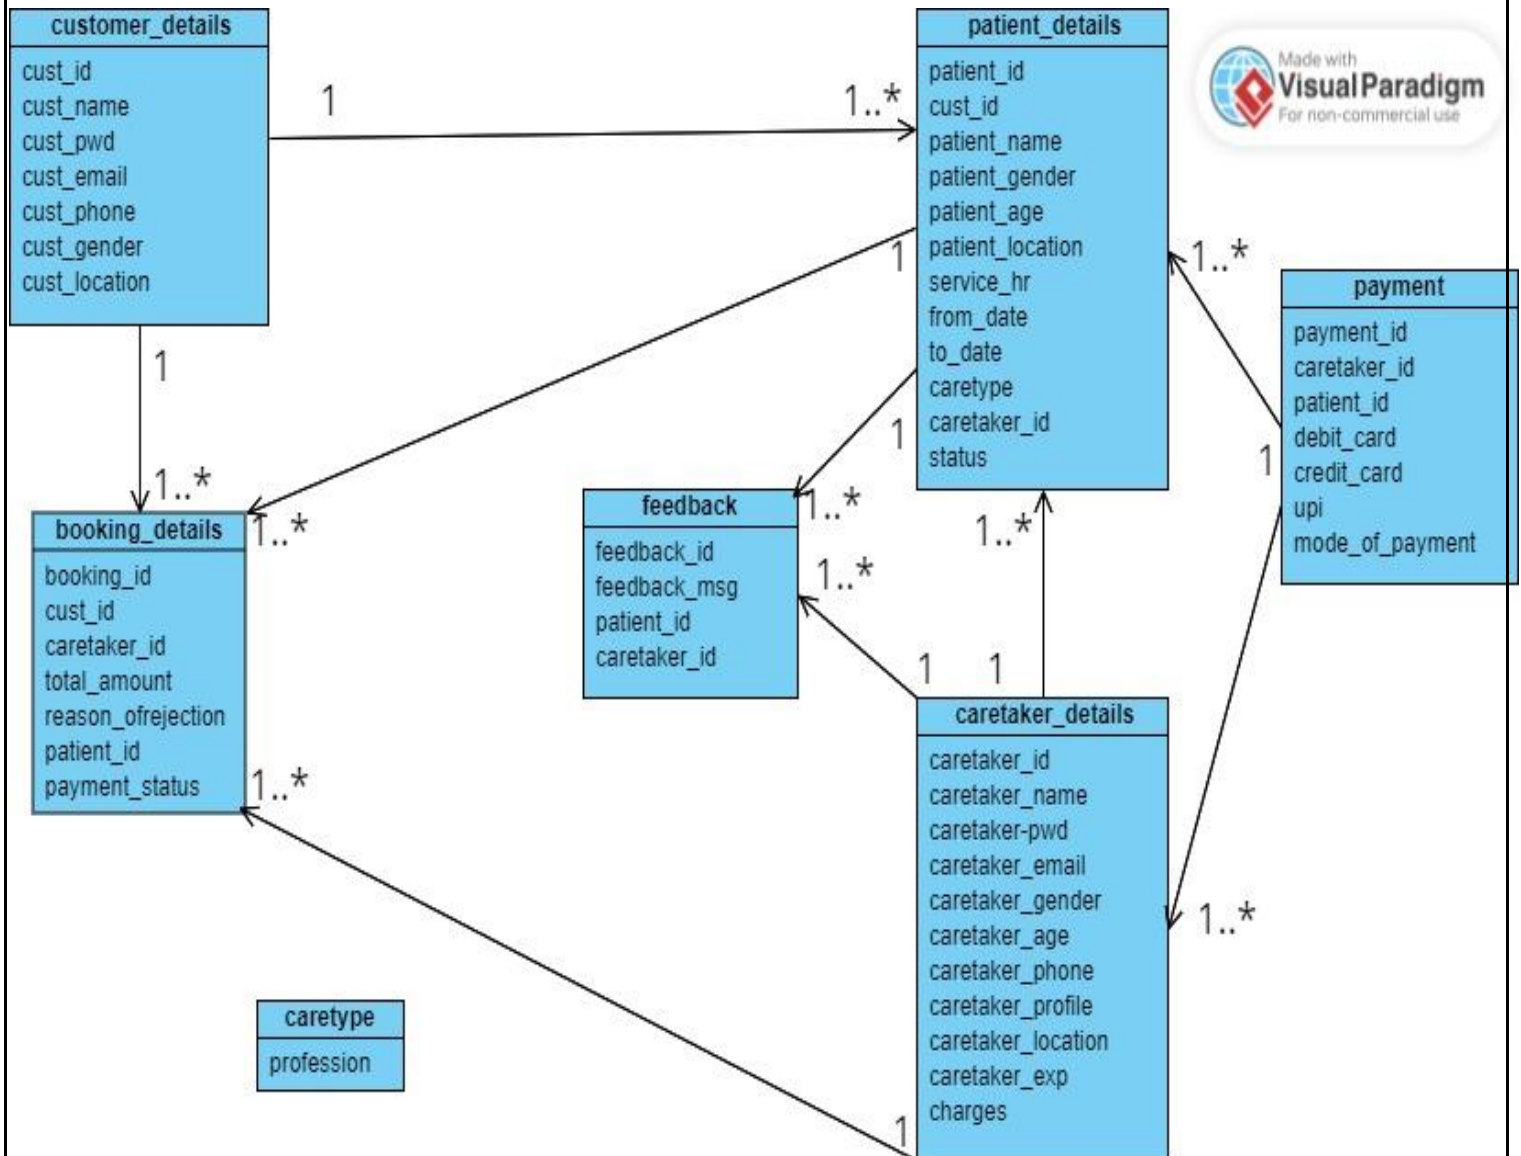 customer_details
cust_id
cust_name
cust_pwd
cust_email
cust_phone
cust_gender
cust_location
1
1..*
patient_details
patient_id
cust_id
patient_name
patient_gender
patient_age
patient_location
service_hr
from_date
to_date
caretype
caretaker_id
status
Made with
Visual Paradigm
For non-commercial use
1
1..*
1
1..*
payment
payment_id
caretaker_id
patient_id
debit_card
credit_card
upi
mode_of_payment
1
1..*
1
1..*
booking_details
booking_id
cust_id
caretaker_id
total_amount
reason_ofrejection
patient_id
payment_status
1..*
feedback
feedback_id
feedback_msg
patient_id
caretaker_id
1..*
1..*
1
1
caretaker_details
caretaker_id
caretaker_name
caretaker-pwd
caretaker_email
caretaker_gender
caretaker_age
caretaker_phone
caretaker_profile
caretaker_location
caretaker_exp
charges
1..*
1
caretype
profession